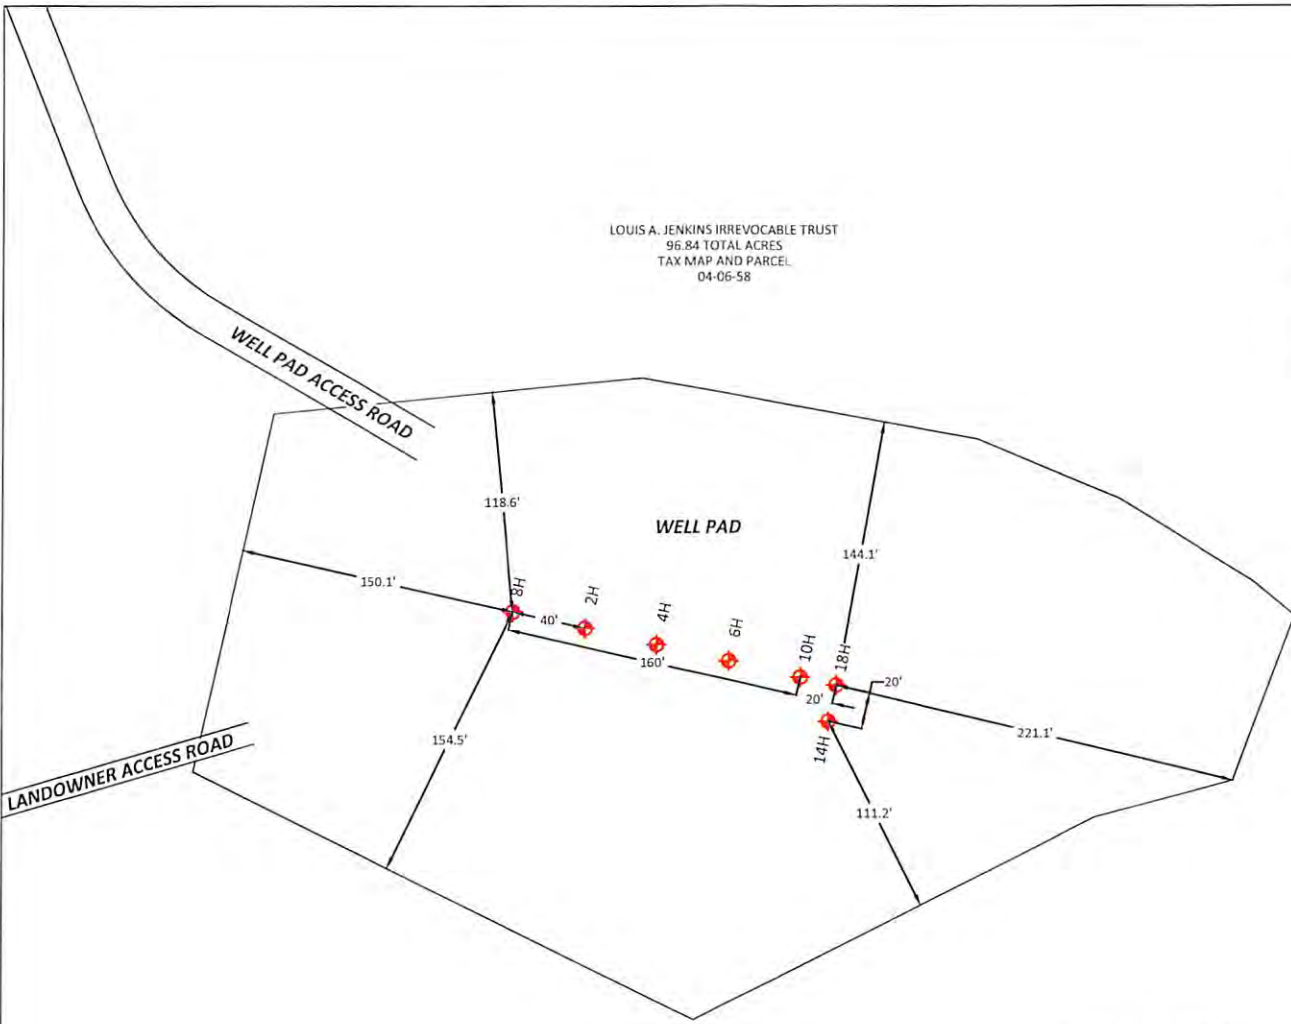 LOUIS A. JENKINS IRREVOCABLE TRUST
96.84 TOTAL ACRES
TAX MAP AND PARCEL
04-06-58
WELL PAD ACCESS ROAD
118.6'
WELL PAD
144.1'
150.1'
8H
40'
2H
4H
6H
10H
18H
160'
20'
20'
14H
221.1'
154.5'
LANDOWNER ACCESS ROAD
111.2'